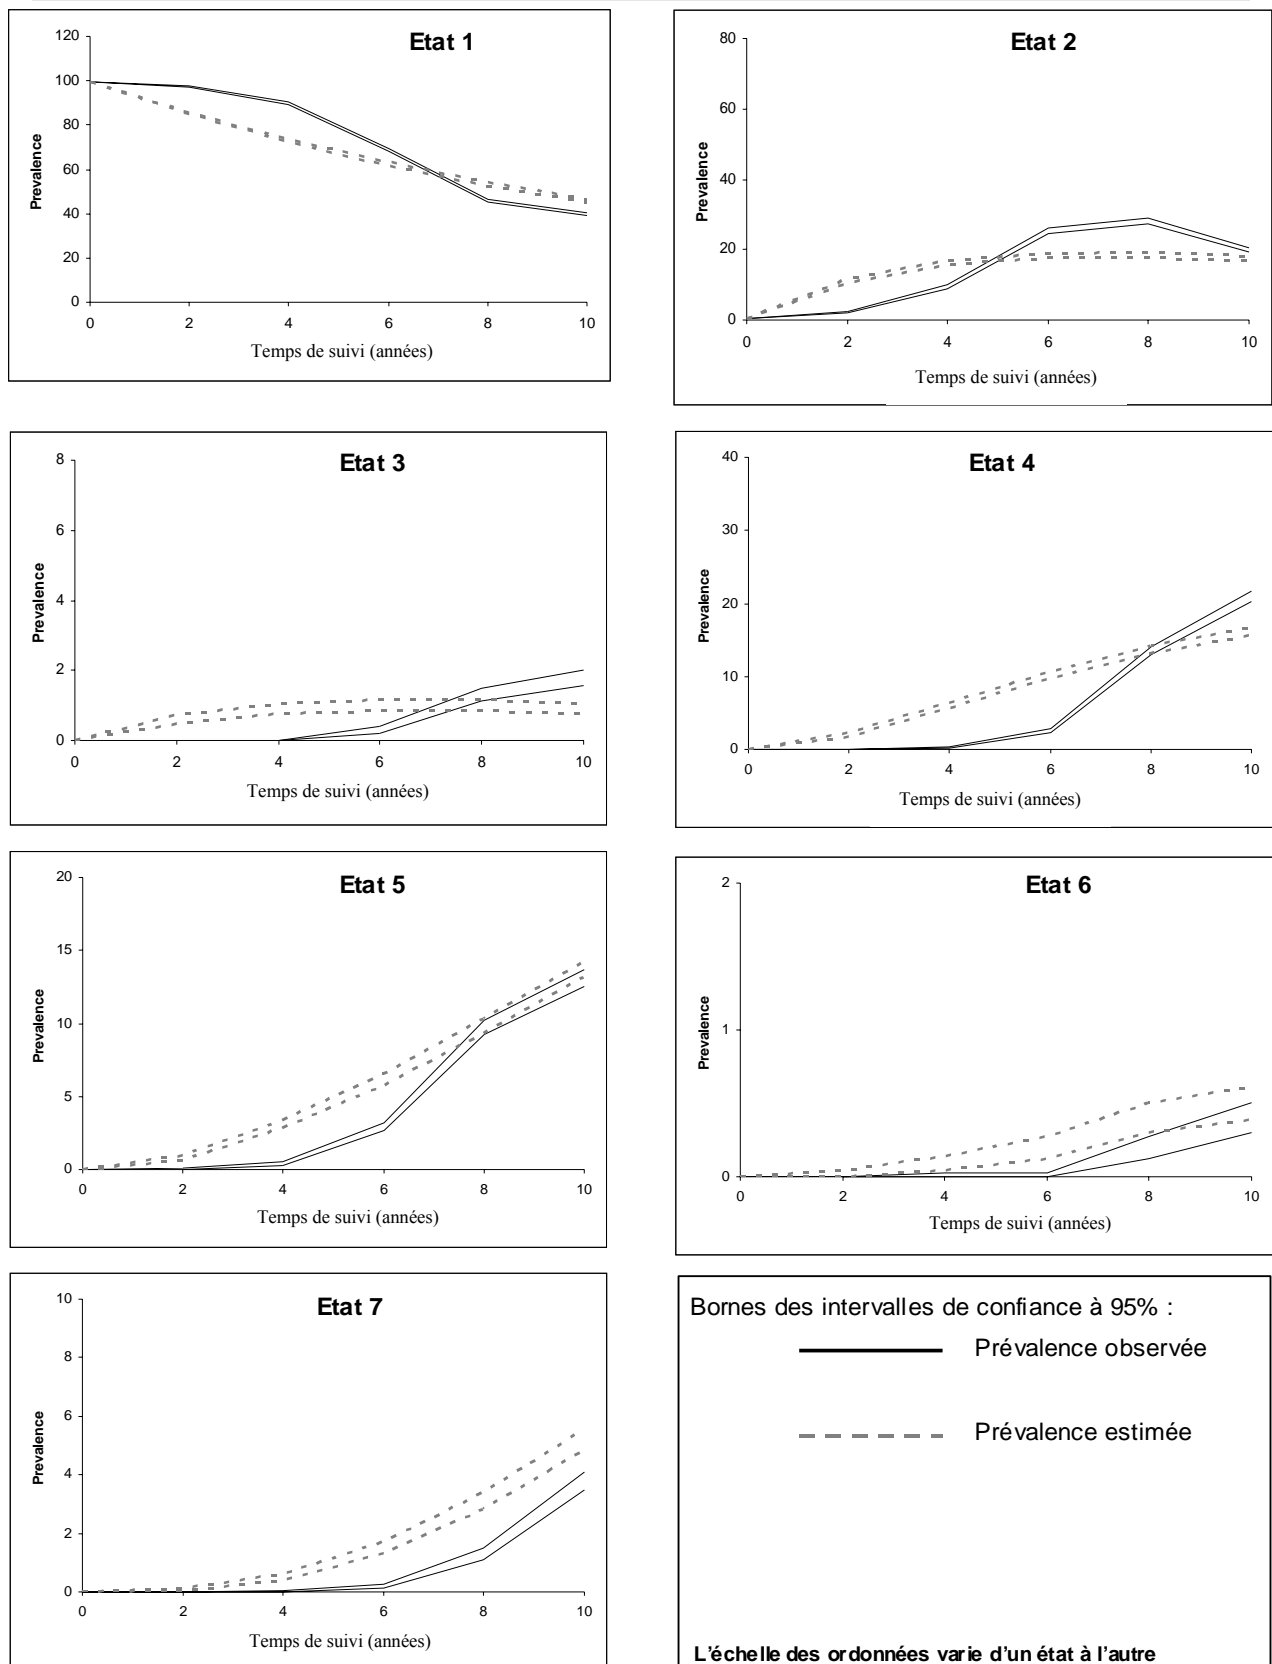 Etat 1
120
100
80
60
40
20
0
Prevalence
0 2 4 6 8 10
Temps de suivi (années)
Etat 2
80
60
40
20
0
Prevalence
0 2 4 6 8 10
Temps de suivi (années)
Etat 3
8
6
4
2
0
Prevalence
0 2 4 6 8 10
Temps de suivi (années)
Etat 4
40
30
20
10
0
Prevalence
0 2 4 6 8 10
Temps de suivi (années)
Etat 5
20
15
10
5
0
Prevalence
0 2 4 6 8 10
Temps de suivi (années)
Etat 6
2
1
0
Prevalence
0 2 4 6 8 10
Temps de suivi (années)
Etat 7
10
8
6
4
2
0
Prevalence
0 2 4 6 8 10
Temps de suivi (années)
Bornes des intervalles de confiance à 95% :
Prévalence observée
Prévalence estimée
L'échelle des ordonnées varie d'un état à l'autre